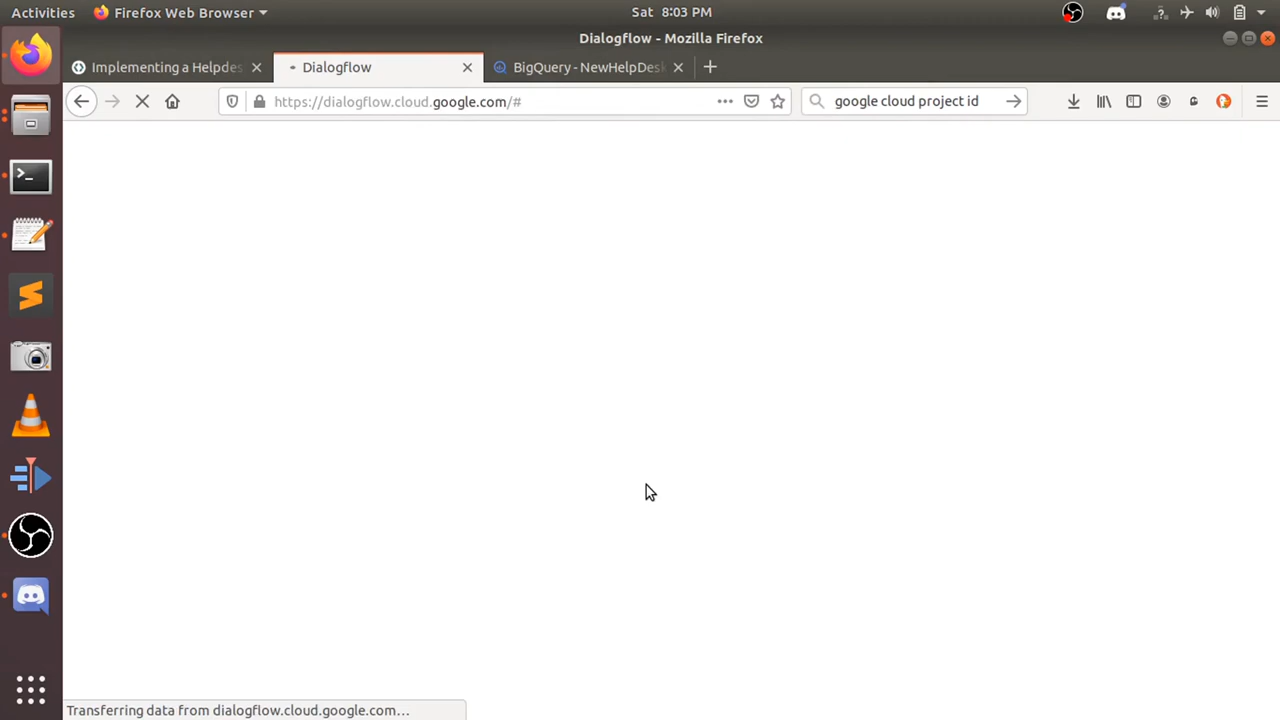 Activities
Firefox Web Browser
Sat 8:03 PM
Dialogflow - Mozilla Firefox
Implementing a Helpdes
Dialogflow
BigQuery - NewHelpDesk
https://dialogflow.cloud.google.com/#
google cloud project id
Transferring data from dialogflow.cloud.google.com…